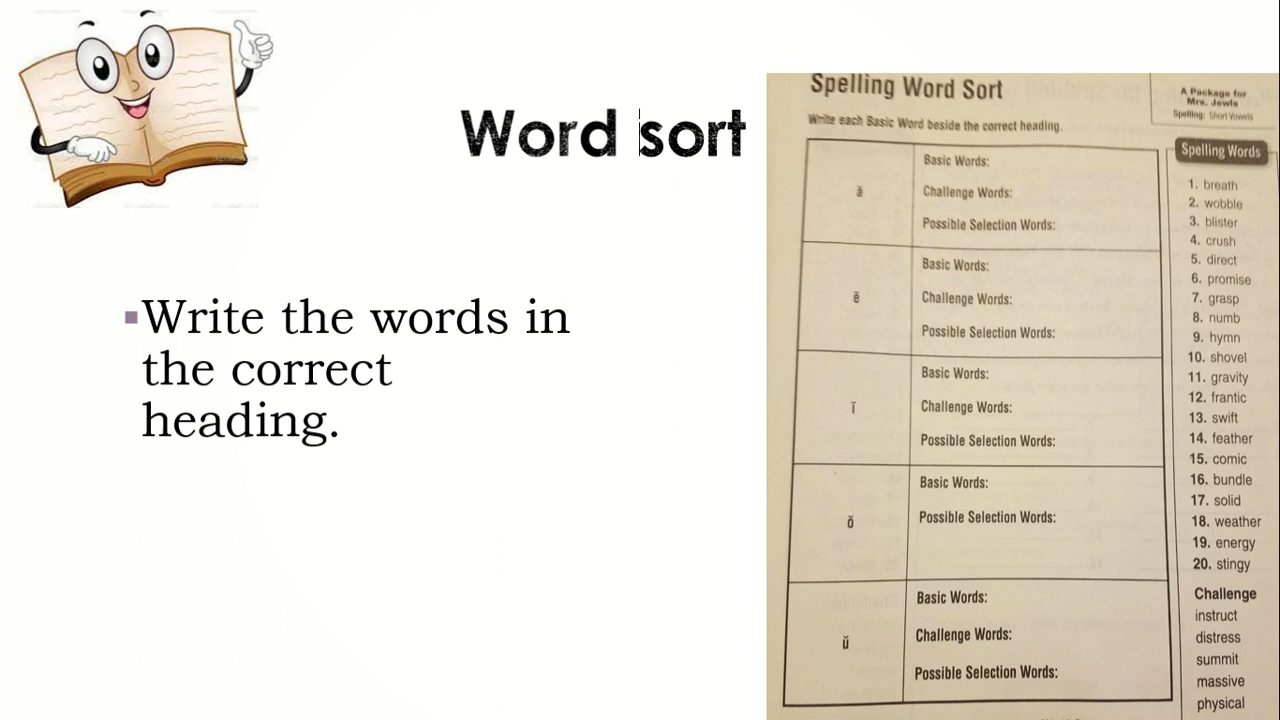 Word sort
▪Write the words in
the correct
heading.
Spelling Word Sort
Write each Basic Word beside the correct heading.
A Package for
Mrs. Jewls
Spelling: Short Vowels
ă
Basic Words:
Challenge Words:
Possible Selection Words:
ĕ
Basic Words:
Challenge Words:
Possible Selection Words:
ĭ
Basic Words:
Challenge Words:
Possible Selection Words:
ŏ
Basic Words:
Possible Selection Words:
ŭ
Basic Words:
Challenge Words:
Possible Selection Words:
Spelling Words
1. breath
2. wobble
3. blister
4. crush
5. direct
6. promise
7. grasp
8. numb
9. hymn
10. shovel
11. gravity
12. frantic
13. swift
14. feather
15. comic
16. bundle
17. solid
18. weather
19. energy
20. stingy
Challenge
instruct
distress
summit
massive
physical